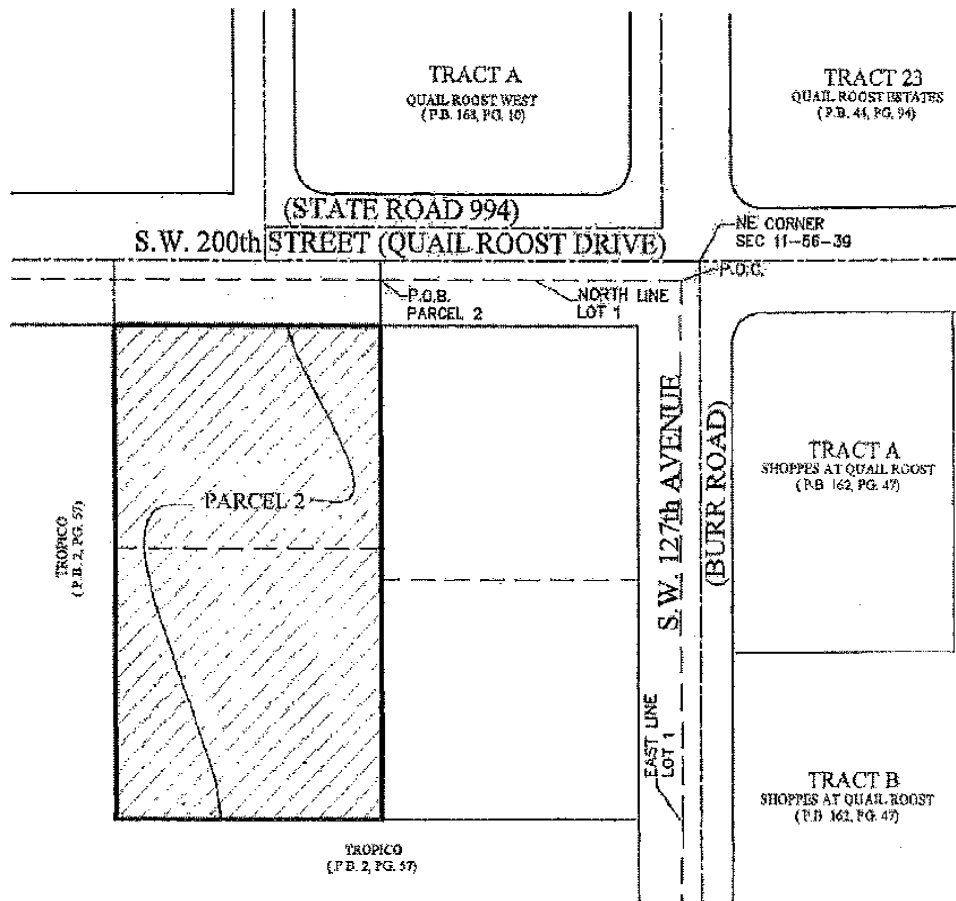 TRACT A
QUAIL ROOST WEST
(P.B. 168, PG. 10)
TRACT 23
QUAIL ROOST ESTATES
(P.B. 44, PG. 94)
(STATE ROAD 994)
S.W. 200th STREET (QUAIL ROOST DRIVE)
NE CORNER
SEC 11-56-39
P.O.C.
P.O.B.
PARCEL 2
NORTH LINE
LOT 1
S.W. 127th AVENUE
(BURR ROAD)
TRACT A
SHOPPES AT QUAIL ROOST
(P.B. 162, PG. 47)
PARCEL 2
TROPICO
(P.B. 2, PG. 57)
EAST LINE
LOT 1
TRACT B
SHOPPES AT QUAIL ROOST
(P.B. 162, PG. 47)
TROPICO
(P.B. 2, PG. 57)